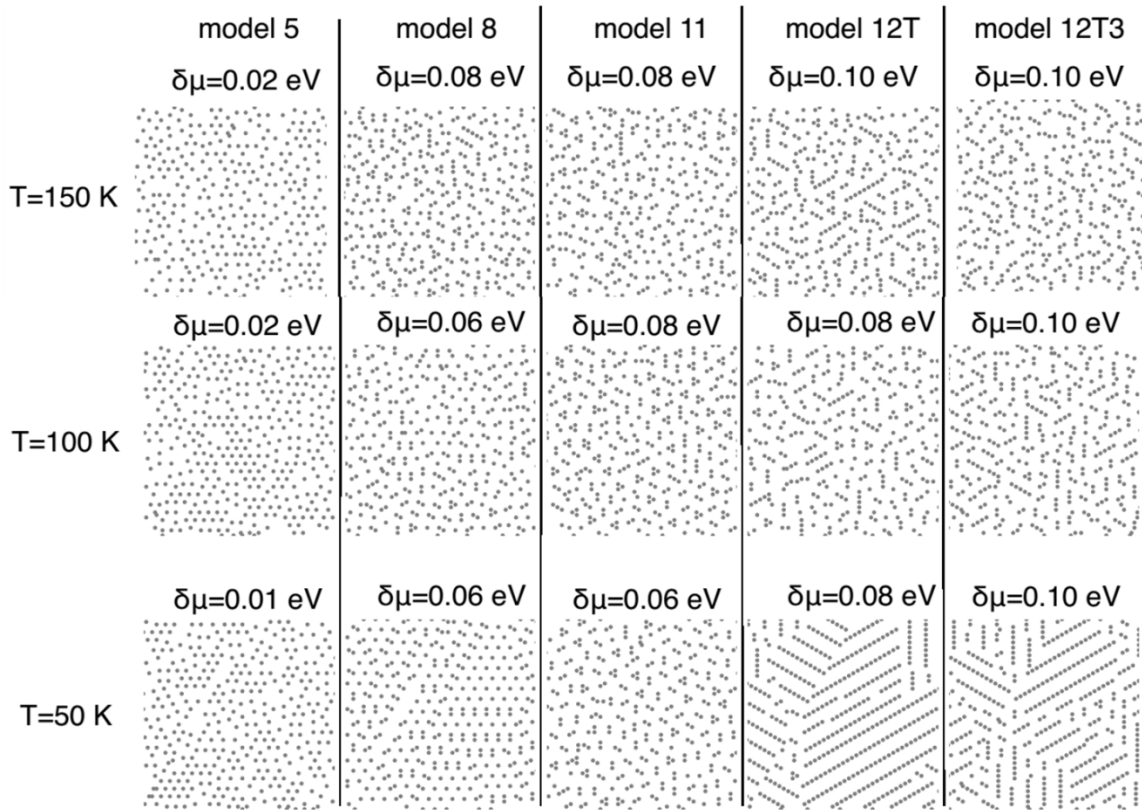 model 5 model 8 model 11 model 12T model 12T3
δμ=0.02 eV δμ=0.08 eV δμ=0.08 eV δμ=0.10 eV δμ=0.10 eV
T=150 K
δμ=0.02 eV δμ=0.06 eV δμ=0.08 eV δμ=0.08 eV δμ=0.10 eV
T=100 K
δμ=0.01 eV δμ=0.06 eV δμ=0.06 eV δμ=0.08 eV δμ=0.10 eV
T=50 K